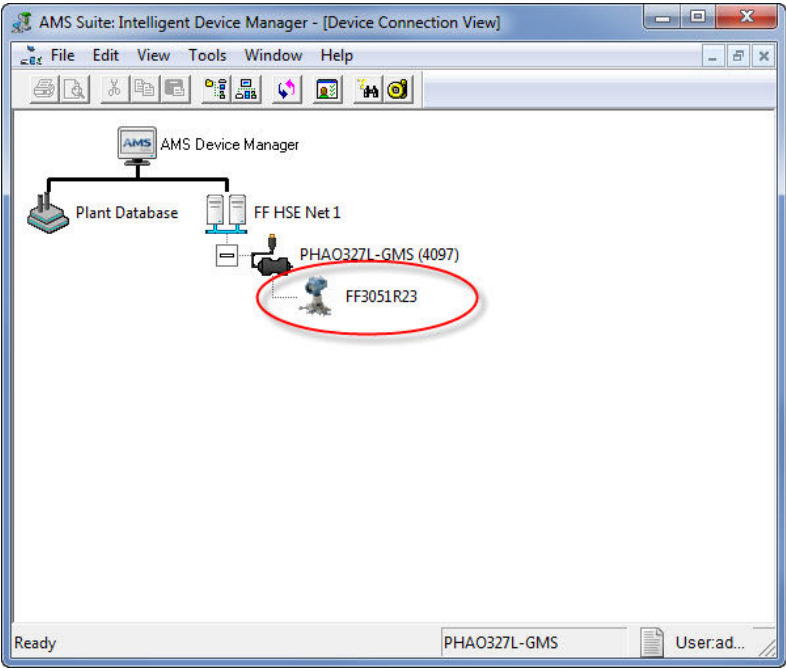 AMS Suite: Intelligent Device Manager - [Device Connection View]
File Edit View Tools Window Help
AMS AMS Device Manager
Plant Database FF HSE Net 1
PHAO327L-GMS (4097)
FF3051R23
Ready PHAO327L-GMS User:ad...